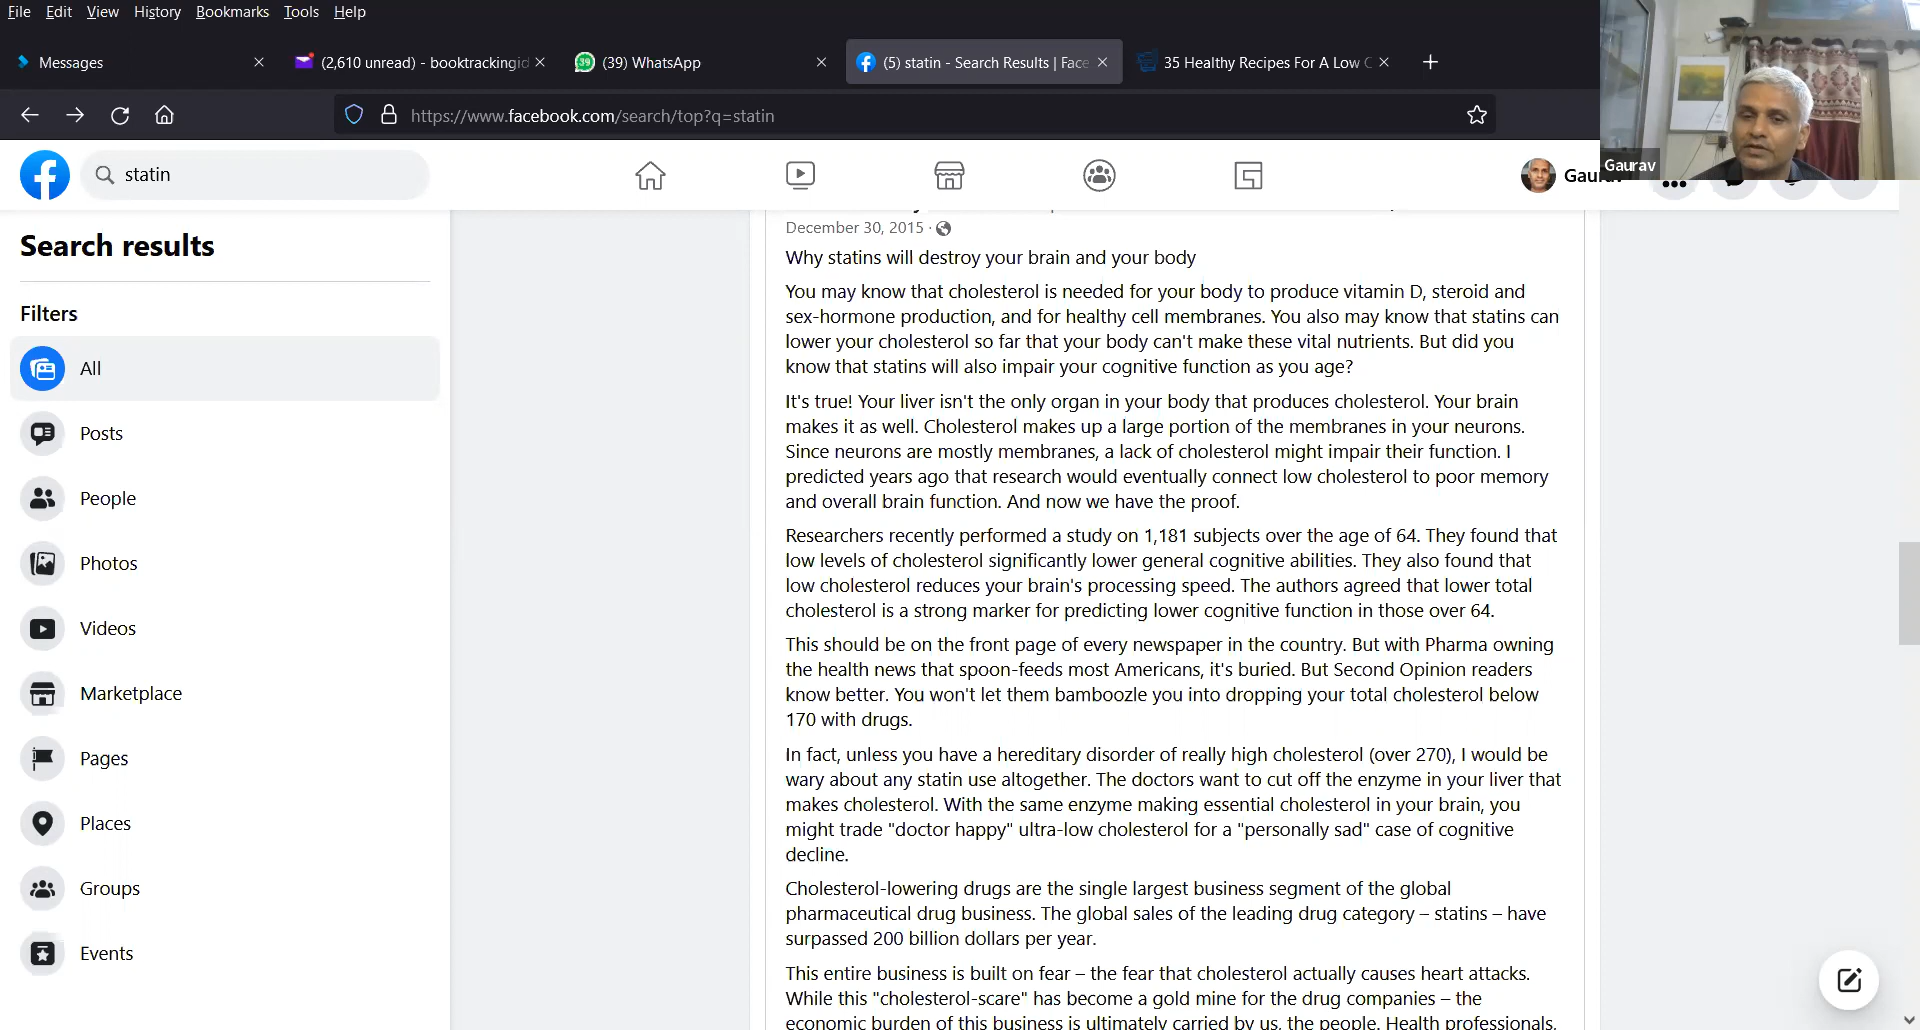 File Edit View History Bookmarks Tools Help
Messages
(2,610 unread) - booktrackingid
39
(39) WhatsApp
(5) statin - Search Results | Face
35 Healthy Recipes For A Low C
https://www.facebook.com/search/top?q=statin
Gaurav
statin
Search results
Filters
All
Posts
People
Photos
Videos
Marketplace
Pages
Places
Groups
Events
December 30, 2015 ·
Why statins will destroy your brain and your body
You may know that cholesterol is needed for your body to produce vitamin D, steroid and
sex-hormone production, and for healthy cell membranes. You also may know that statins can
lower your cholesterol so far that your body can't make these vital nutrients. But did you
know that statins will also impair your cognitive function as you age?
It's true! Your liver isn't the only organ in your body that produces cholesterol. Your brain
makes it as well. Cholesterol makes up a large portion of the membranes in your neurons.
Since neurons are mostly membranes, a lack of cholesterol might impair their function. I
predicted years ago that research would eventually connect low cholesterol to poor memory
and overall brain function. And now we have the proof.
Researchers recently performed a study on 1,181 subjects over the age of 64. They found that
low levels of cholesterol significantly lower general cognitive abilities. They also found that
low cholesterol reduces your brain's processing speed. The authors agreed that lower total
cholesterol is a strong marker for predicting lower cognitive function in those over 64.
This should be on the front page of every newspaper in the country. But with Pharma owning
the health news that spoon-feeds most Americans, it's buried. But Second Opinion readers
know better. You won't let them bamboozle you into dropping your total cholesterol below
170 with drugs.
In fact, unless you have a hereditary disorder of really high cholesterol (over 270), I would be
wary about any statin use altogether. The doctors want to cut off the enzyme in your liver that
makes cholesterol. With the same enzyme making essential cholesterol in your brain, you
might trade "doctor happy" ultra-low cholesterol for a "personally sad" case of cognitive
decline.
Cholesterol-lowering drugs are the single largest business segment of the global
pharmaceutical drug business. The global sales of the leading drug category – statins – have
surpassed 200 billion dollars per year.
This entire business is built on fear – the fear that cholesterol actually causes heart attacks.
While this "cholesterol-scare" has become a gold mine for the drug companies – the
economic burden of this business is ultimately carried by us, the people. Health professionals,